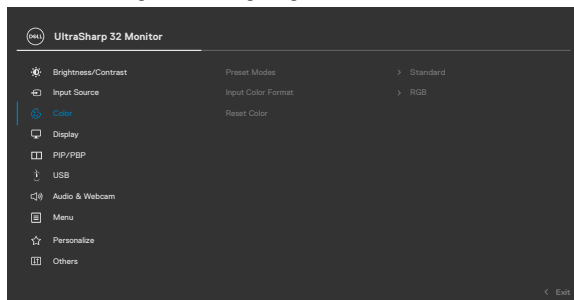 DELL UltraSharp 32 Monitor
Brightness/Contrast Preset Modes > Standard
Input Source Input Color Format > RGB
Color Reset Color
Display
PIP/PBP
USB
Audio & Webcam
Menu
Personalize
Others
< Exit